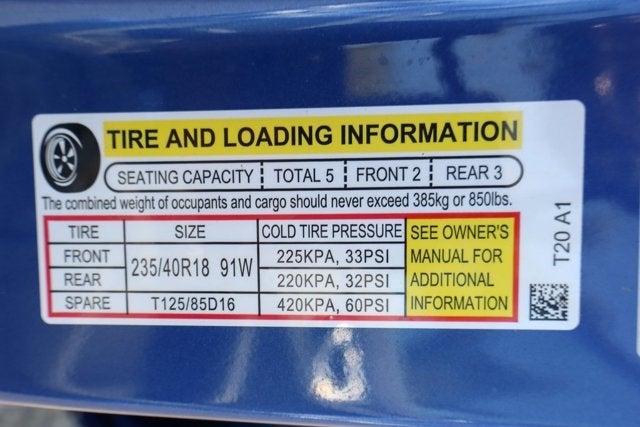 TIRE AND LOADING INFORMATION
SEATING CAPACITY TOTAL 5 FRONT 2 REAR 3
The combined weight of occupants and cargo should never exceed 385kg or 850lbs.
TIRE SIZE COLD TIRE PRESSURE
FRONT 235/40R18 91W 225KPA, 33PSI
REAR 220KPA, 32PSI
SPARE T125/85D16 420KPA, 60PSI
SEE OWNER'S
MANUAL FOR
ADDITIONAL
INFORMATION
T20 A1